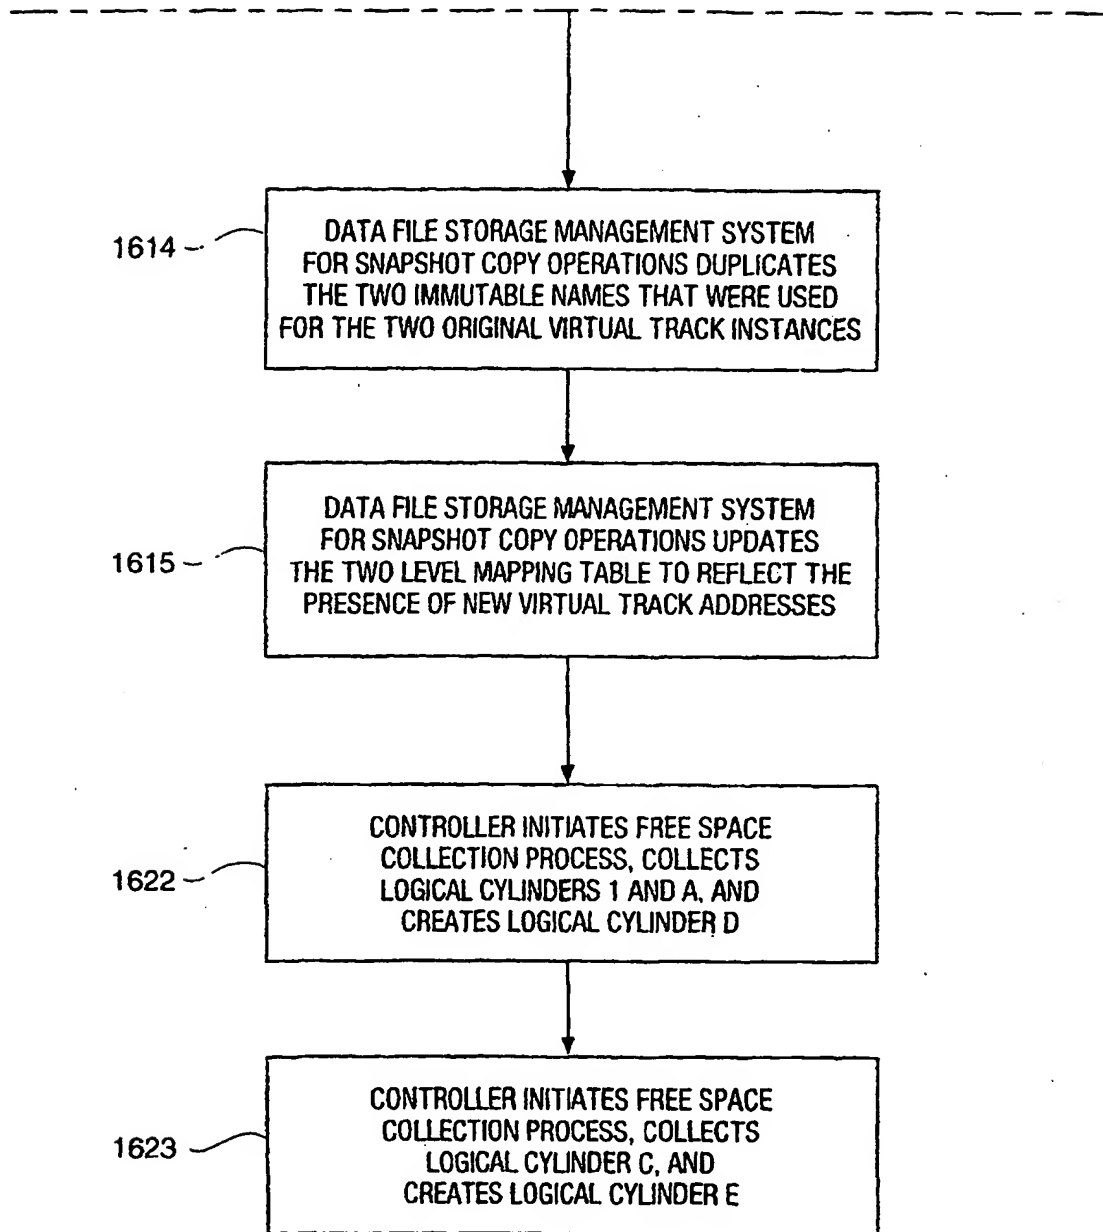 1614
DATA FILE STORAGE MANAGEMENT SYSTEM
FOR SNAPSHOT COPY OPERATIONS DUPLICATES
THE TWO IMMUTABLE NAMES THAT WERE USED
FOR THE TWO ORIGINAL VIRTUAL TRACK INSTANCES
1615
DATA FILE STORAGE MANAGEMENT SYSTEM
FOR SNAPSHOT COPY OPERATIONS UPDATES
THE TWO LEVEL MAPPING TABLE TO REFLECT THE
PRESENCE OF NEW VIRTUAL TRACK ADDRESSES
1622
CONTROLLER INITIATES FREE SPACE
COLLECTION PROCESS, COLLECTS
LOGICAL CYLINDERS 1 AND A, AND
CREATES LOGICAL CYLINDER D
1623
CONTROLLER INITIATES FREE SPACE
COLLECTION PROCESS, COLLECTS
LOGICAL CYLINDER C, AND
CREATES LOGICAL CYLINDER E